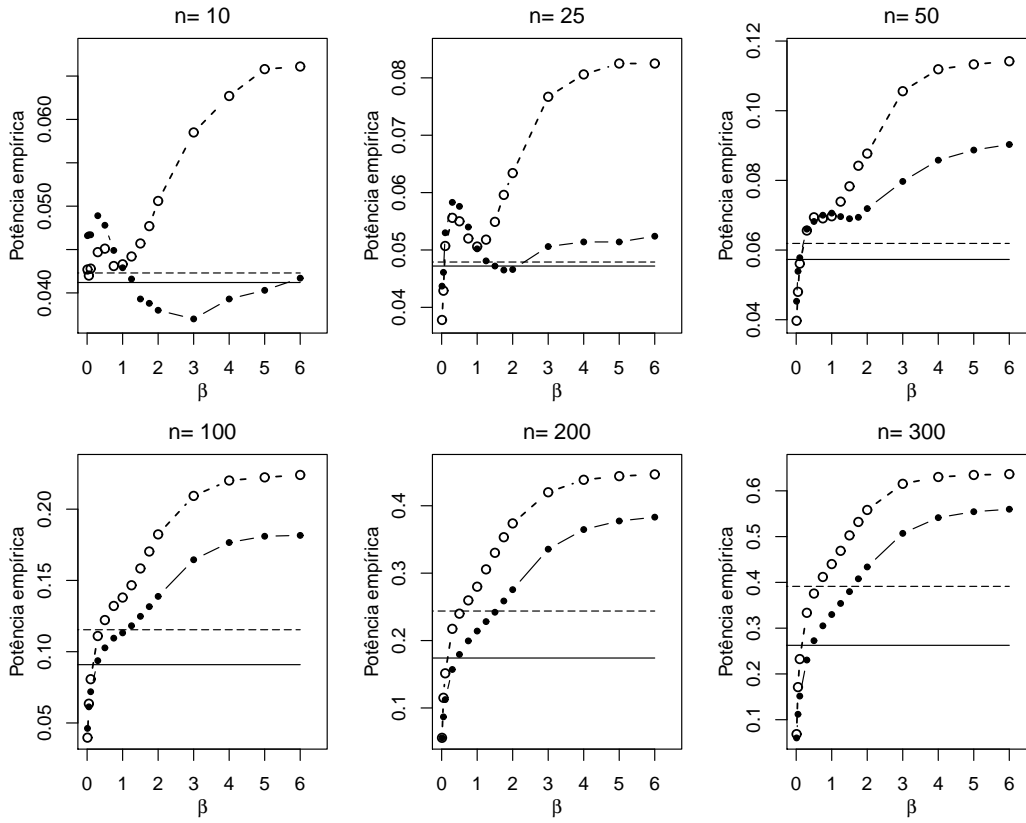 n= 10
Potência empírica
0.040
0.050
0.060
0 1 2 3 4 5 6
β
n= 25
Potência empírica
0.04
0.05
0.06
0.07
0.08
0 1 2 3 4 5 6
β
n= 50
Potência empírica
0.04
0.06
0.08
0.10
0.12
0 1 2 3 4 5 6
β
n= 100
Potência empírica
0.05
0.10
0.15
0.20
0 1 2 3 4 5 6
β
n= 200
Potência empírica
0.1
0.2
0.3
0.4
0 1 2 3 4 5 6
β
n= 300
Potência empírica
0.1
0.2
0.3
0.4
0.5
0.6
0 1 2 3 4 5 6
β